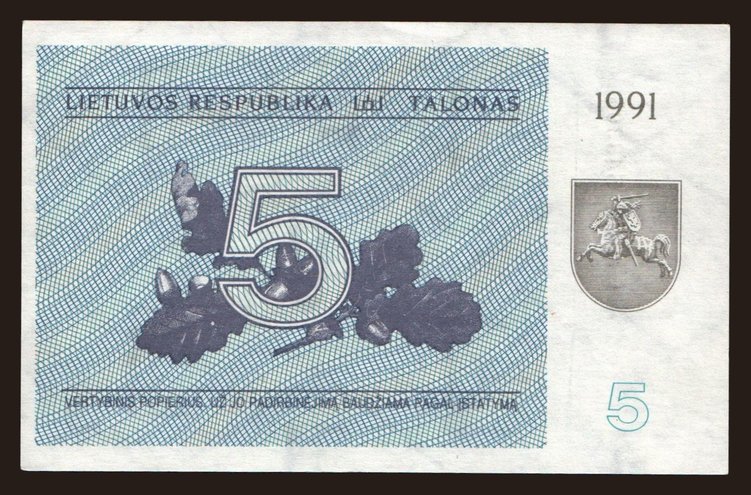 LIETUVOS RESPUBLIKA TALONAS
1991
5
VERTYBINIS POPIERIUS. UŽ JO PADIRBINĖJIMĄ BAUDŽIAMA PAGAL ĮSTATYMĄ
5